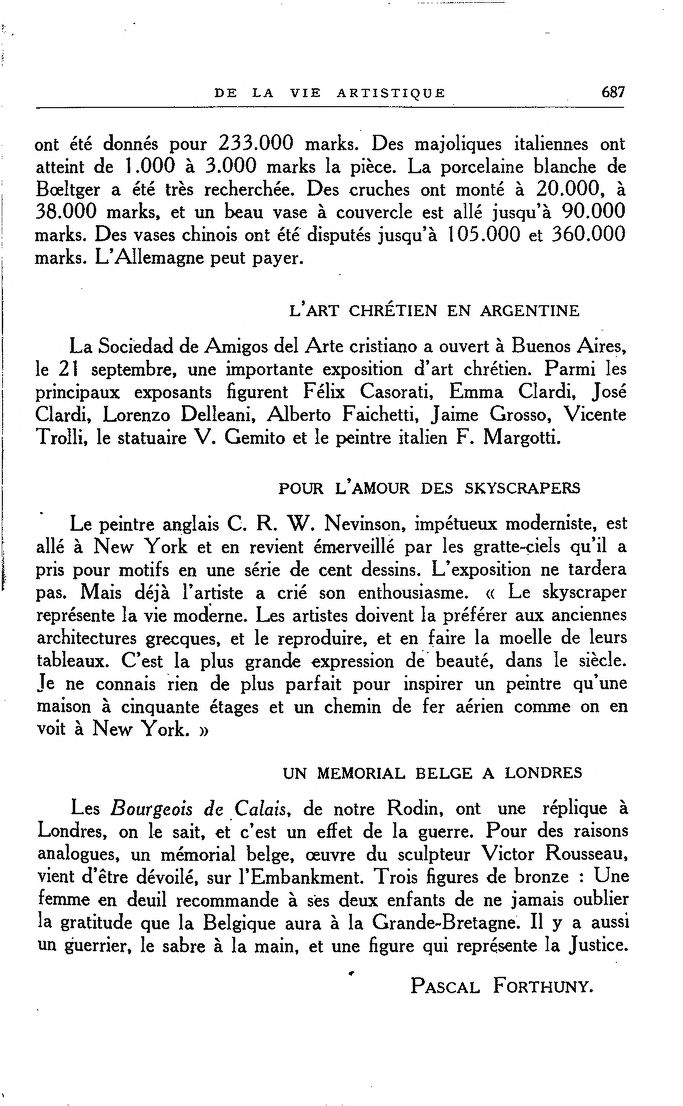 DE LA VIE ARTISTIQUE 687
ont été donnés pour 233.000 marks. Des majoliques italiennes ont
atteint de 1.000 à 3.000 marks la pièce. La porcelaine blanche de
Bœltger a été très recherchée. Des cruches ont monté à 20.000, à
38.000 marks, et un beau vase à couvercle est allé jusqu'à 90.000
marks. Des vases chinois ont été disputés jusqu'à 105.000 et 360.000
marks. L'Allemagne peut payer.
L'ART CHRÉTIEN EN ARGENTINE
La Sociedad de Amigos del Arte cristiano a ouvert à Buenos Aires,
le 21 septembre, une importante exposition d'art chrétien. Parmi les
principaux exposants figurent Félix Casorati, Emma Clardi, José
Clardi, Lorenzo Delleani, Alberto Faichetti, Jaime Grosso, Vicente
Trolli, le statuaire V. Gemito et le peintre italien F. Margotti.
POUR L'AMOUR DES SKYSCRAPERS
Le peintre anglais C. R. W. Nevinson, impétueux moderniste, est
allé à New York et en revient émerveillé par les gratte-ciels qu'il a
pris pour motifs en une série de cent dessins. L'exposition ne tardera
pas. Mais déjà l'artiste a crié son enthousiasme. « Le skyscraper
représente la vie moderne. Les artistes doivent la préférer aux anciennes
architectures grecques, et le reproduire, et en faire la moelle de leurs
tableaux. C'est la plus grande expression de beauté, dans le siècle.
Je ne connais rien de plus parfait pour inspirer un peintre qu'une
maison à cinquante étages et un chemin de fer aérien comme on en
voit à New York. »
UN MEMORIAL BELGE A LONDRES
Les Bourgeois de Calais, de notre Rodin, ont une réplique à
Londres, on le sait, et c'est un effet de la guerre. Pour des raisons
analogues, un mémorial belge, œuvre du sculpteur Victor Rousseau,
vient d'être dévoilé, sur l'Embankment. Trois figures de bronze : Une
femme en deuil recommande à ses deux enfants de ne jamais oublier
la gratitude que la Belgique aura à la Grande-Bretagne. Il y a aussi
un guerrier, le sabre à la main, et une figure qui représente la Justice.
PASCAL FORTHUNY.